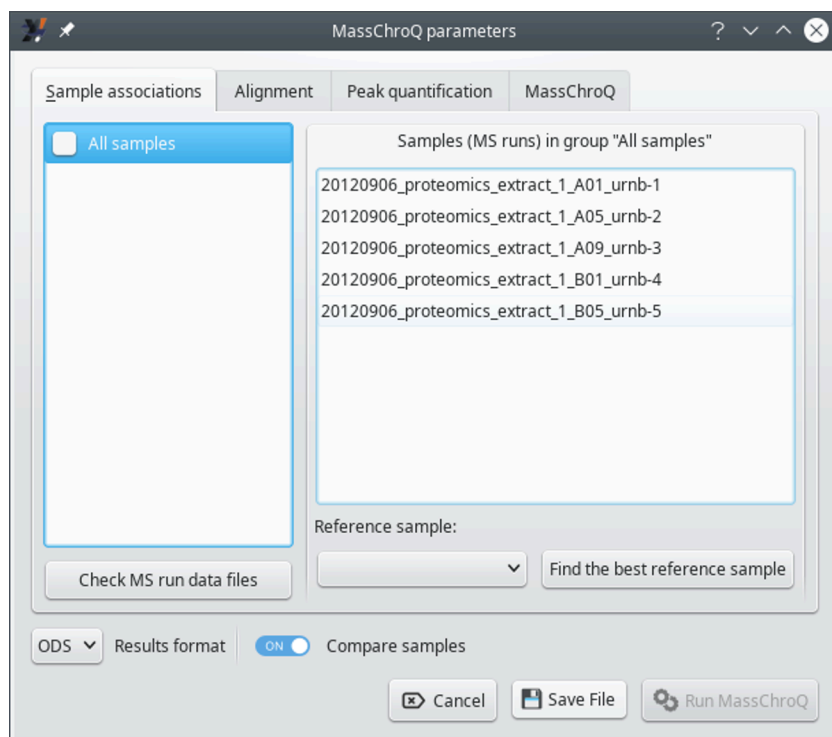 MassChroQ parameters
Sample associations
Alignment
Peak quantification
MassChroQ
All samples
Samples (MS runs) in group "All samples"
20120906_proteomics_extract_1_A01_urnb-1
20120906_proteomics_extract_1_A05_urnb-2
20120906_proteomics_extract_1_A09_urnb-3
20120906_proteomics_extract_1_B01_urnb-4
20120906_proteomics_extract_1_B05_urnb-5
Reference sample:
Check MS run data files
Find the best reference sample
ODS
Results format
ON
Compare samples
Cancel
Save File
Run MassChroQ